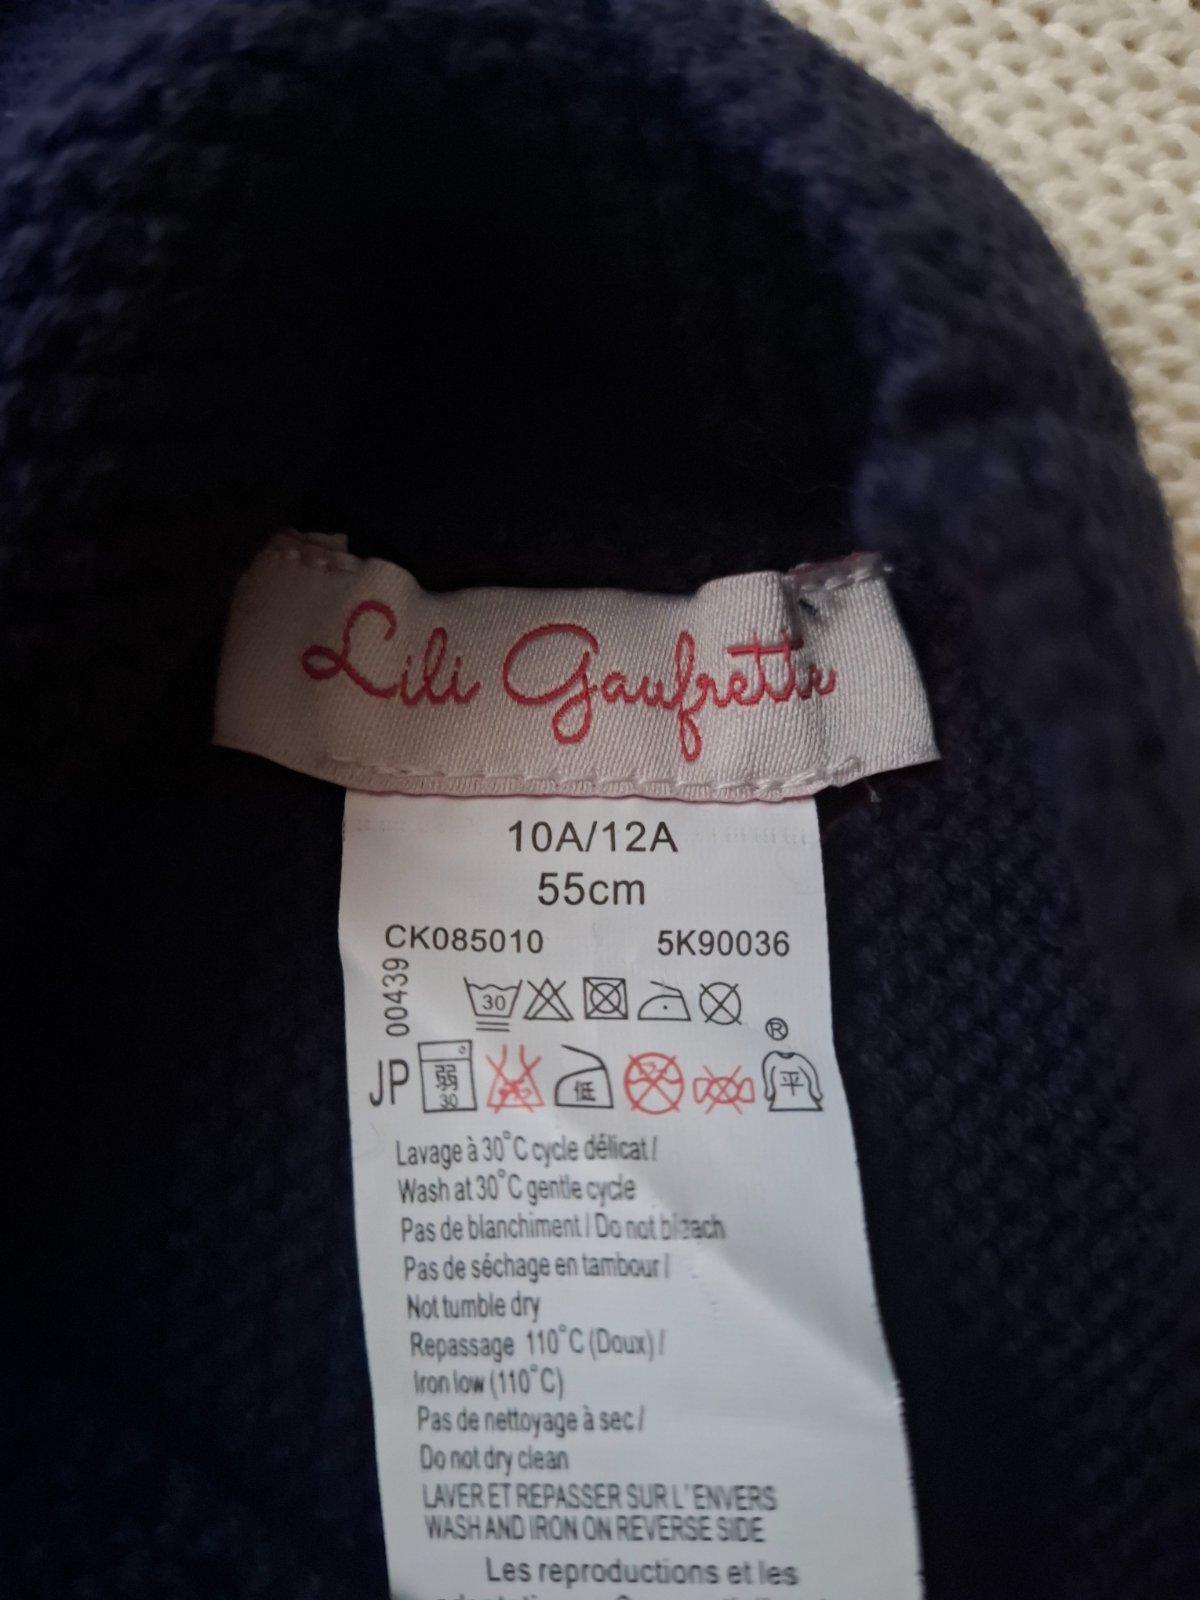 Lili Gaufrette
10A/12A
55cm
CK085010 5K90036
00439
30
®
JP 弱 30 低 平
Lavage à 30°C cycle délicat /
Wash at 30°C gentle cycle
Pas de blanchiment / Do not bleach
Pas de séchage en tambour /
Not tumble dry
Repassage 110°C (Doux) /
Iron low (110°C)
Pas de nettoyage à sec /
Do not dry clean
LAVER ET REPASSER SUR L'ENVERS
WASH AND IRON ON REVERSE SIDE
Les reproductions et les